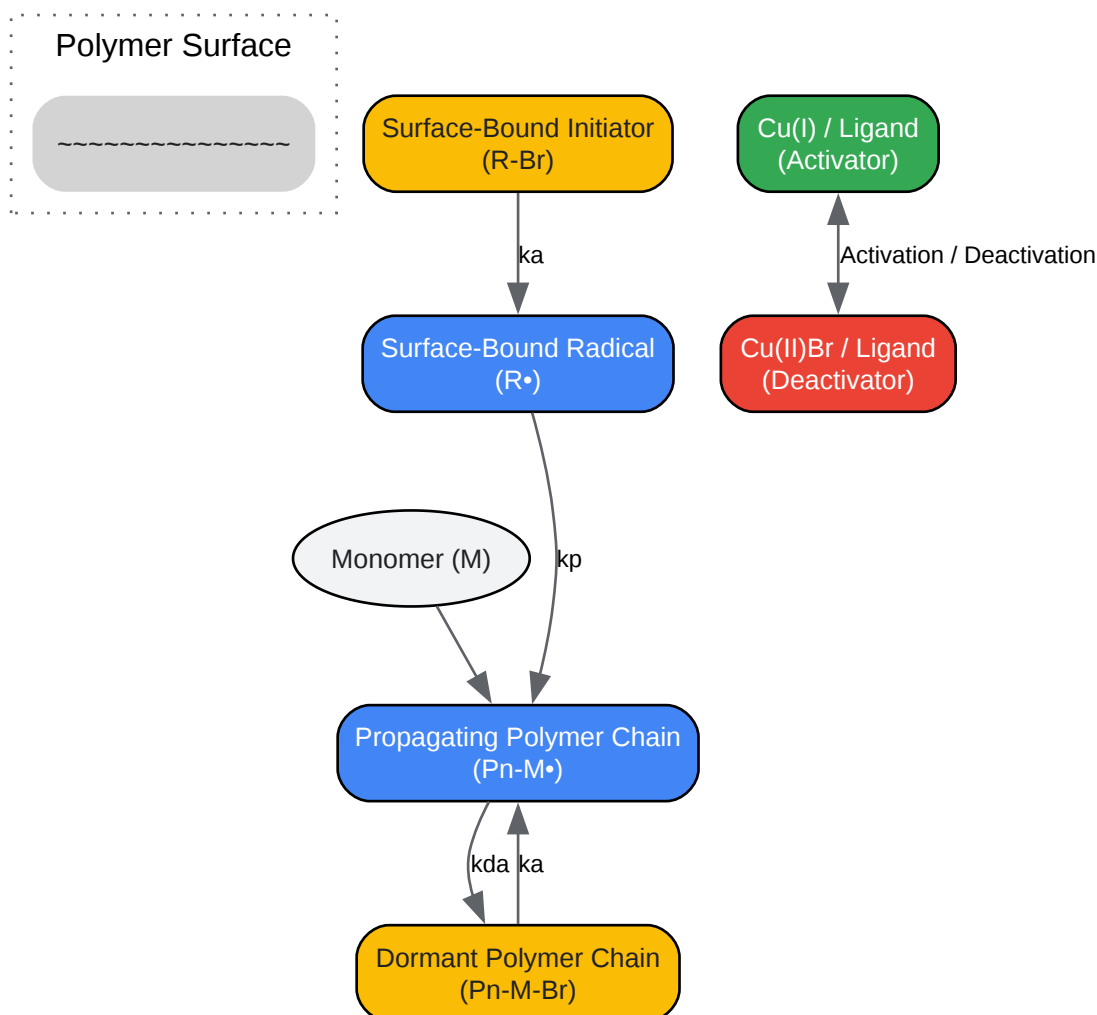 Polymer Surface
~~~~~~~~~~~~~~~
Surface-Bound Initiator
(R-Br)
Cu(I) / Ligand
(Activator)
ka
Activation / Deactivation
Surface-Bound Radical
(R•)
Cu(II)Br / Ligand
(Deactivator)
Monomer (M)
kp
Propagating Polymer Chain
(Pn-M•)
kda
ka
Dormant Polymer Chain
(Pn-M-Br)